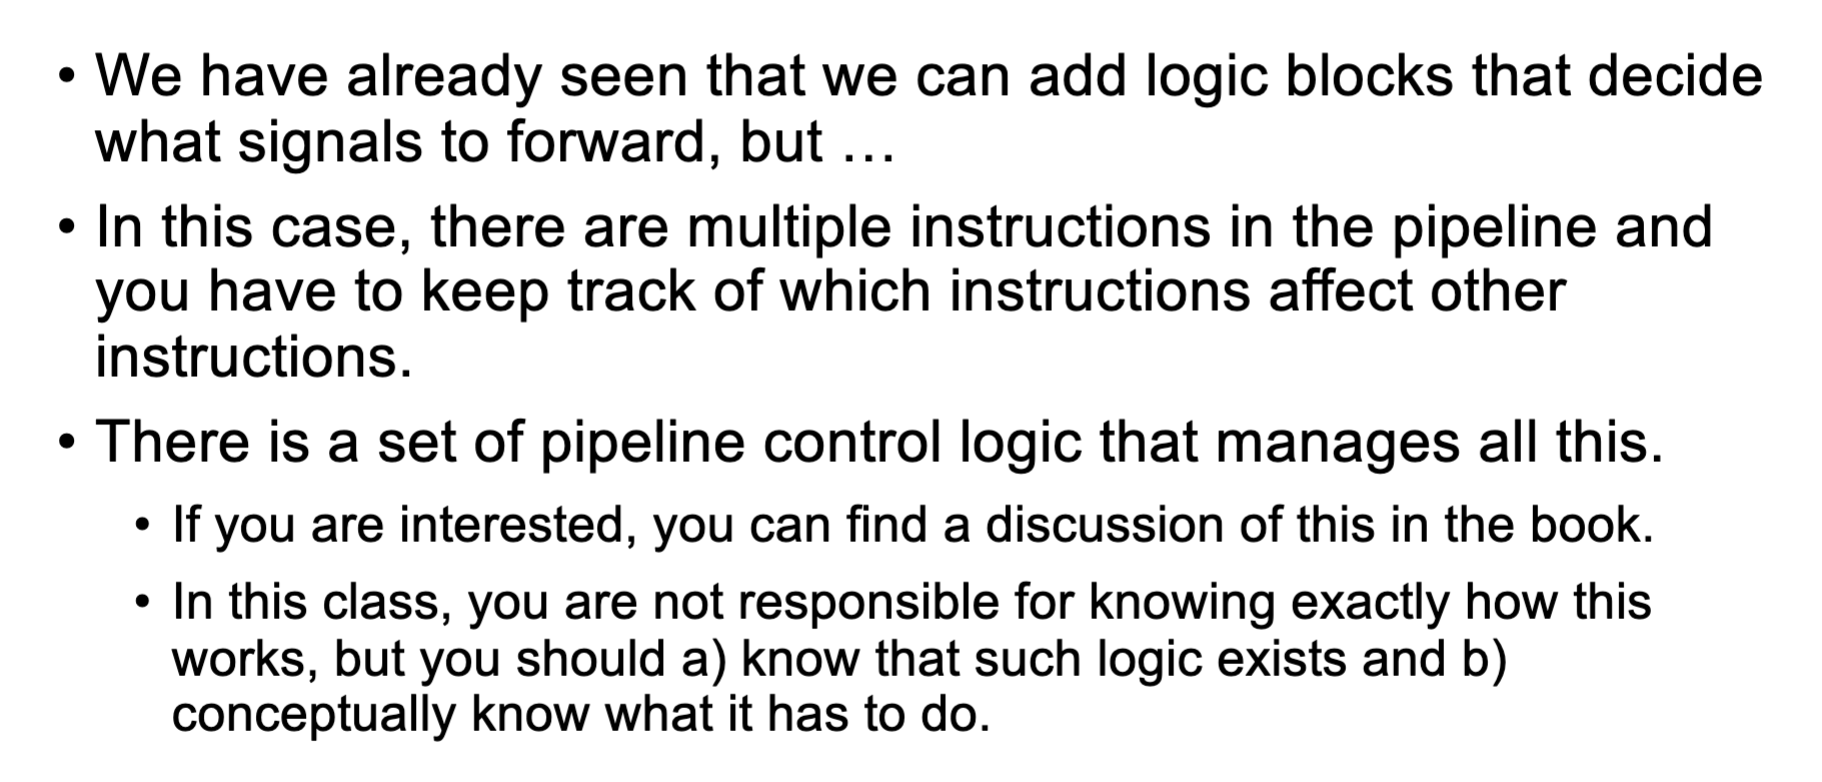 • We have already seen that we can add logic blocks that decide
what signals to forward, but …
• In this case, there are multiple instructions in the pipeline and
you have to keep track of which instructions affect other
instructions.
• There is a set of pipeline control logic that manages all this.
• If you are interested, you can find a discussion of this in the book.
• In this class, you are not responsible for knowing exactly how this
works, but you should a) know that such logic exists and b)
conceptually know what it has to do.